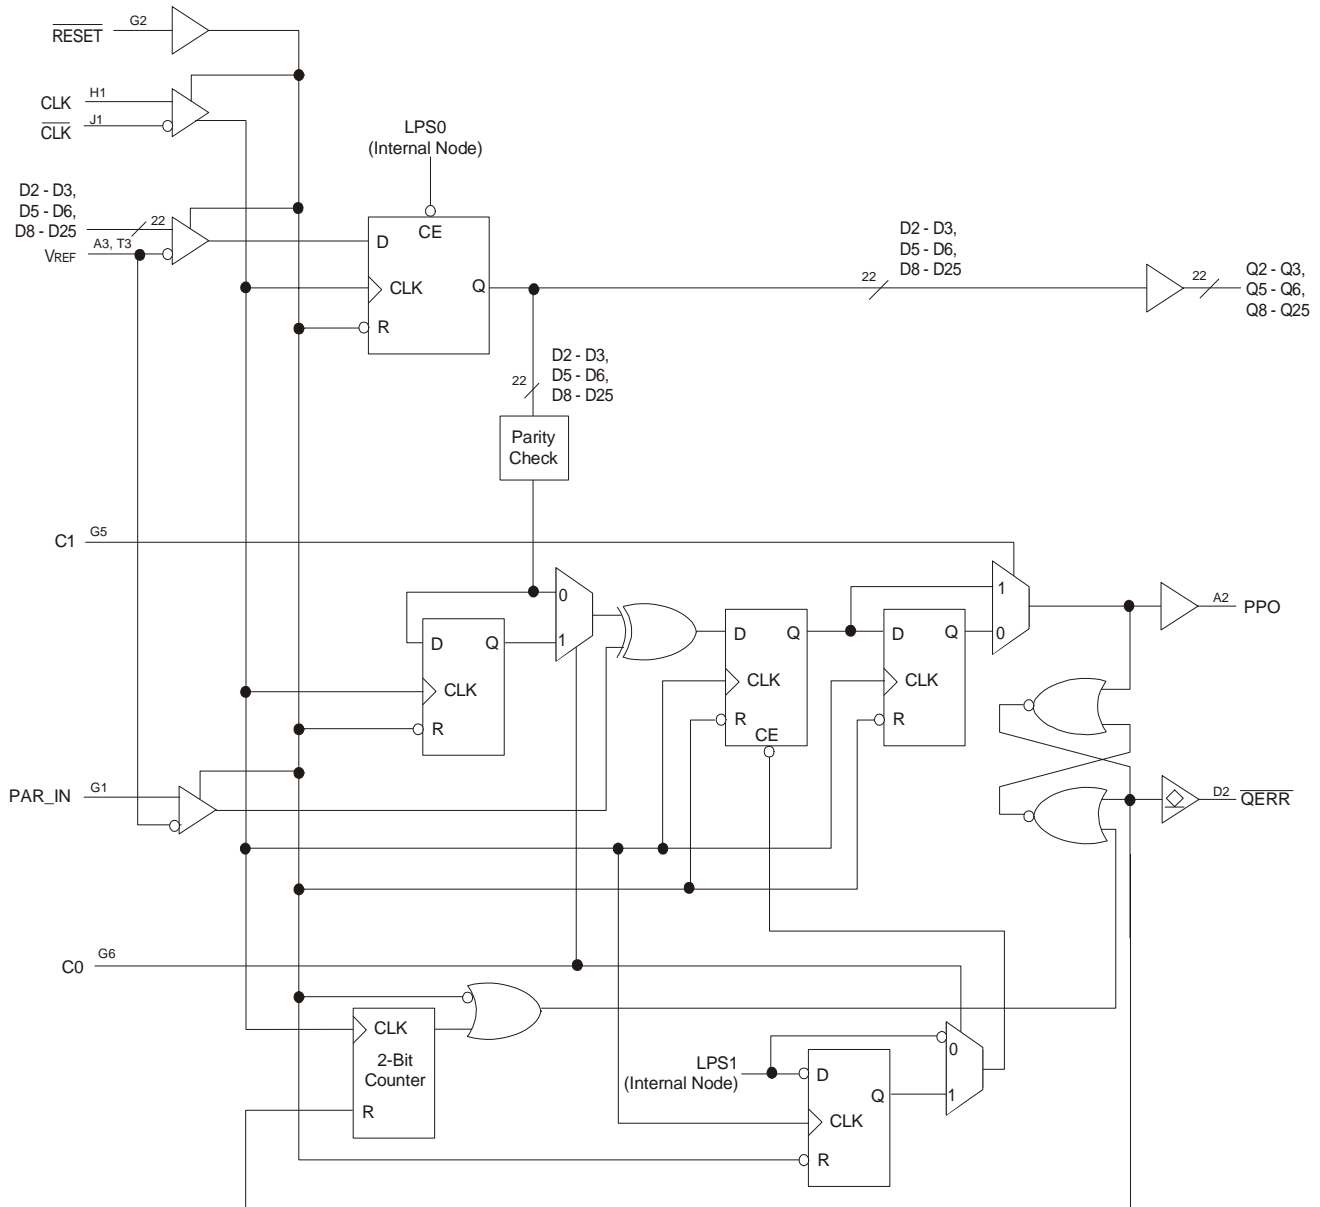 RESET
G2
CLK
H1
CLK
J1
LPS0
(Internal Node)
D2 - D3,
D5 - D6,
D8 - D25
22
VREF
A3, T3
D
CE
CLK
Q
R
D2 - D3,
D5 - D6,
D8 - D25
22
22
Q2 - Q3,
Q5 - Q6,
Q8 - Q25
22
D2 - D3,
D5 - D6,
D8 - D25
Parity
Check
C1
G5
0
1
D
Q
CLK
R
D
Q
CLK
R
CE
D
Q
CLK
R
1
0
A2
PPO
PAR_IN
G1
D2
QERR
C0
G6
CLK
2-Bit
Counter
R
LPS1
(Internal Node)
D
Q
CLK
R
0
1